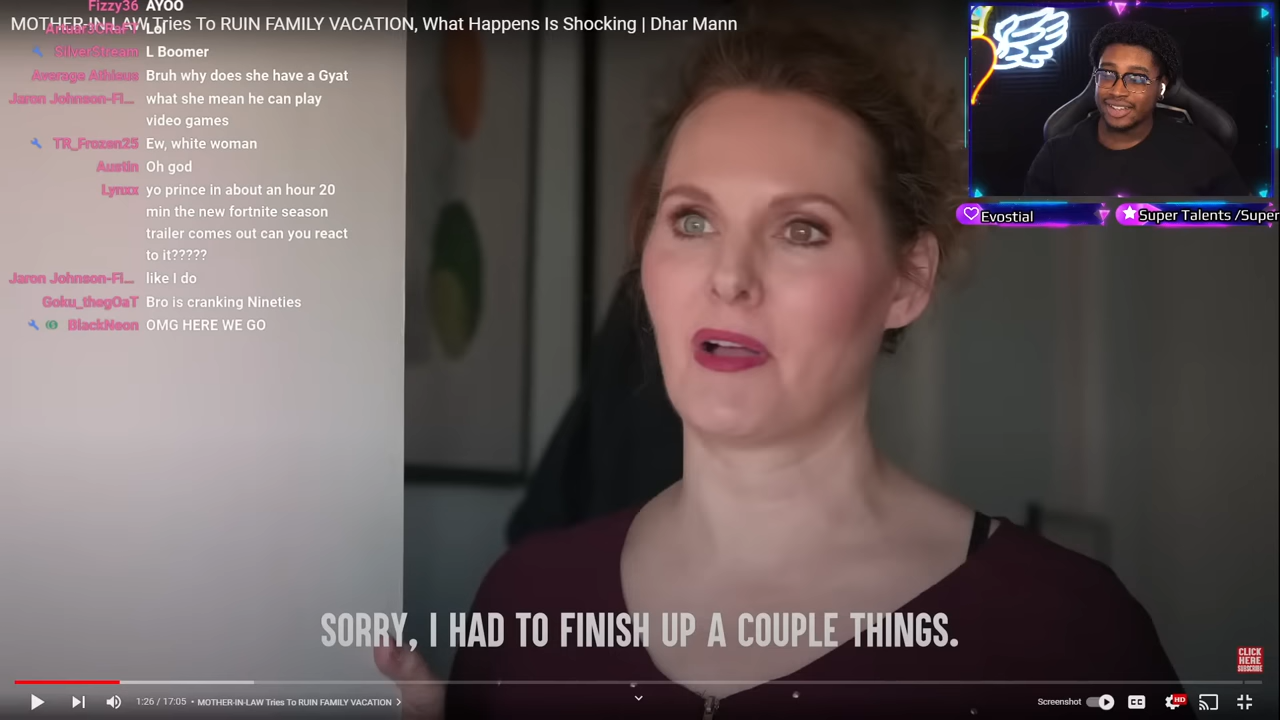 Fizzy36 AYOO
MOTHER-IN-LAW Tries To RUIN FAMILY VACATION, What Happens Is Shocking | Dhar Mann
Lol
SilverStream L Boomer
Average Athiaus Bruh why does she have a Gyat
Jaron Johnson-Fl... what she mean he can play
video games
TR_Frozen25 Ew, white woman
Austin Oh god
Lynxx yo prince in about an hour 20
min the new fortnite season
trailer comes out can you react
to it?????
Jaron Johnson-Fl... like I do
Goku_thegOaT Bro is cranking Nineties
BlackNeon OMG HERE WE GO
Evostial
Super Talents /Super
SORRY, I HAD TO FINISH UP A COUPLE THINGS.
CLICK
HERE
SUBSCRIBE
1:26 / 17:05 • MOTHER-IN-LAW Tries To RUIN FAMILY VACATION
Screenshot
CC
HD